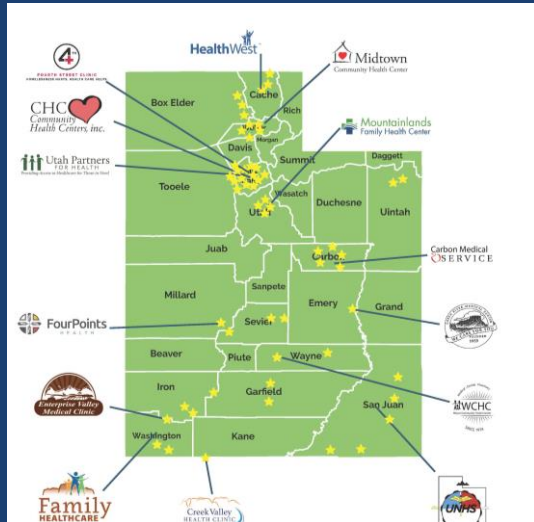 HealthWest
4TH
FOURTH STREET CLINIC
Midtown
Community Health Center
CHC
Community
Health Centers, inc.
Mountainlands
Family Health Center
Utah Partners
FOR HEALTH
Box Elder
Cache
Rich
Morgan
Davis
Summit
Daggett
Tooele
Wasatch
Utah
Duchesne
Uintah
Juab
Carbon Medical
SERVICE
Sanpete
Millard
Emery
Grand
FourPoints
HEALTH
Sevier
Beaver
Piute
Wayne
Enterprise Valley
Medical Clinic
Iron
Garfield
San Juan
WCHC
Washington
Kane
Family
HEALTHCARE
Creek Valley
HEALTH CLINIC
UNHS